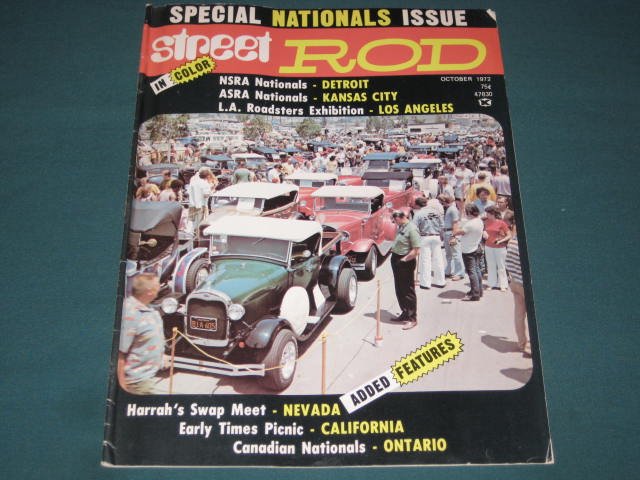 SPECIAL NATIONALS ISSUE
street ROD
IN COLOR
OCTOBER 1972
75¢
47830
K
NSRA Nationals - DETROIT
ASRA Nationals - KANSAS CITY
L.A. Roadsters Exhibition - LOS ANGELES
ADDED FEATURES
Harrah's Swap Meet - NEVADA
Early Times Picnic - CALIFORNIA
Canadian Nationals - ONTARIO